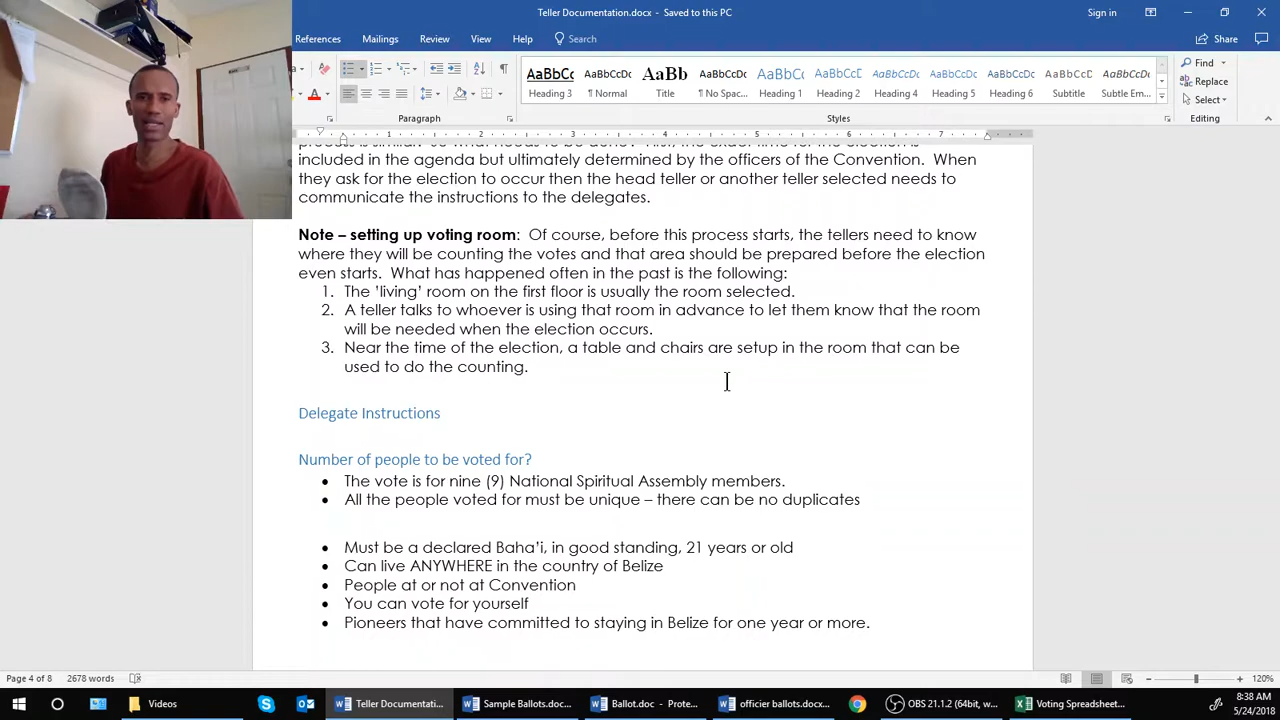 Teller Documentation.docx - Saved to this PC
Sign in
References Mailings Review View Help Search
Share
AaBbCc AaBbCcDc AaBb AaBbCcDc AaBbCc AaBbCcD AaBbCcDc AaBbCcDc AaBbCcD AaBbCcDc AaBbCcDc
Heading 3 ¶ Normal Title ¶ No Spac... Heading 1 Heading 2 Heading 4 Heading 5 Heading 6 Subtitle Subtle Em...
Find
Replace
Select
Paragraph Styles Editing
1 2 3 4 5 6 7
included in the agenda but ultimately determined by the officers of the Convention. When
they ask for the election to occur then the head teller or another teller selected needs to
communicate the instructions to the delegates.
Note – setting up voting room: Of course, before this process starts, the tellers need to know
where they will be counting the votes and that area should be prepared before the election
even starts. What has happened often in the past is the following:
1. The 'living' room on the first floor is usually the room selected.
2. A teller talks to whoever is using that room in advance to let them know that the room
will be needed when the election occurs.
3. Near the time of the election, a table and chairs are setup in the room that can be
used to do the counting.
Delegate Instructions
Number of people to be voted for?
• The vote is for nine (9) National Spiritual Assembly members.
• All the people voted for must be unique – there can be no duplicates
• Must be a declared Baha'i, in good standing, 21 years or old
• Can live ANYWHERE in the country of Belize
• People at or not at Convention
• You can vote for yourself
• Pioneers that have committed to staying in Belize for one year or more.
Page 4 of 8 2678 words
120%
Videos
Teller Documentati...
Sample Ballots.doc...
Ballot.doc - Prote...
officier ballots.docx...
OBS 21.1.2 (64bit, w...
Voting Spreadsheet...
8:38 AM
5/24/2018